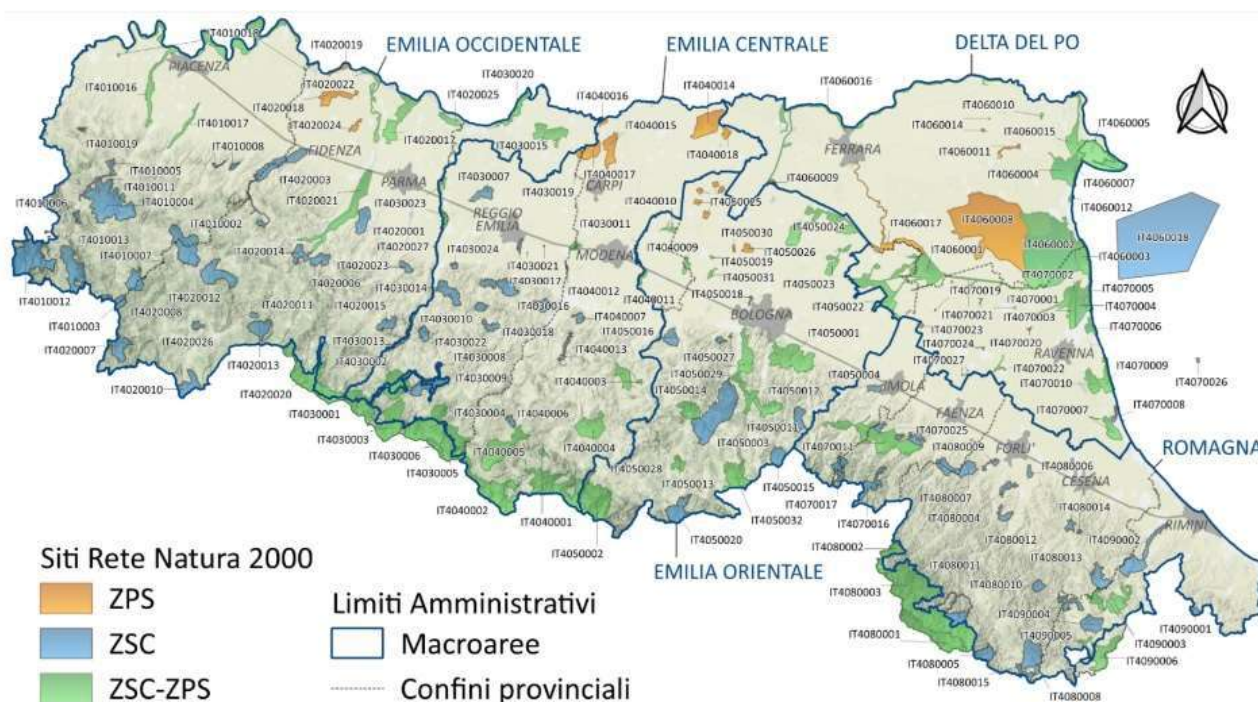 IT4010018
IT4020019
EMILIA OCCIDENTALE
EMILIA CENTRALE
DELTA DEL PO
PIACENZA
IT4020022
IT4030020
IT4040016
IT4040014
IT4060016
IT4010016
IT4020018
IT4020025
IT4040015
IT4060010
IT4060014
IT4060015
IT4060005
IT4010017
IT4020024
IT4020017
IT4030015
IT4040018
FERRARA
IT4060011
IT4010019
IT4010008
FIDENZA
IT4040017
IT4060004
IT4010005
IT4020003
PARMA
IT4030007
IT4030019
CARPI
IT4060009
IT4060007
IT4010006
IT4010011
IT4010004
IT4020021
IT4030023
IT4040010
IT4050025
IT4060012
IT4010002
REGGIO
EMILIA
IT4030011
IT4050024
IT4060017
IT4060008
IT4060018
IT4010013
IT4020001
IT4050030
IT4010007
IT4020014
IT4020027
IT4030024
MODENA
IT4040009
IT4050026
IT4060001
IT4060002
IT4060003
IT4020023
IT4030021
IT4050019
IT4070002
IT4010012
IT4020006
IT4030014
IT4030017
IT4040012
IT4050031
IT4050023
IT4070019
IT4070005
IT4020012
IT4040011
IT4050018
IT4070001
IT4070004
IT4010003
IT4020008
IT4020011
IT4020015
IT4030010
IT4030016
IT4040007
BOLOGNA
IT4050022
IT4070021
IT4070003
IT4070006
IT4030018
IT4050016
IT4050001
IT4070023
IT4020007
IT4020026
IT4030013
IT4030022
IT4040013
IT4070024
IT4070020
RAVENNA
IT4030002
IT4030008
IT4050027
IT4070027
IT4070022
IT4070009
IT4020013
IT4030009
IT4040003
IT4050029
IT4050004
IMOLA
IT4070010
IT4070026
IT4020010
IT4020020
IT4050014
IT4050012
IT4070007
IT4070008
IT4030001
IT4030004
IT4040006
FAENZA
IT4030003
IT4050011
IT4070025
IT4040004
IT4050003
IT4070011
IT4080009
FORLI'
ROMAGNA
IT4030006
IT4040005
IT4050028
IT4080006
IT4030005
IT4050013
IT4050015
CESENA
IT4040002
IT4070017
IT4080007
IT4080014
IT4040001
IT4050032
IT4070016
IT4080004
RIMINI
IT4050002
IT4050020
IT4080002
IT4080012
IT4090002
IT4080013
EMILIA ORIENTALE
IT4080011
IT4080003
IT4080010
IT4090004
IT4080001
IT4090005
IT4090001
IT4090003
IT4080005
IT4090006
IT4080015
IT4080008
Siti Rete Natura 2000
ZPS
ZSC
ZSC-ZPS
Limiti Amministrativi
Macroaree
Confini provinciali